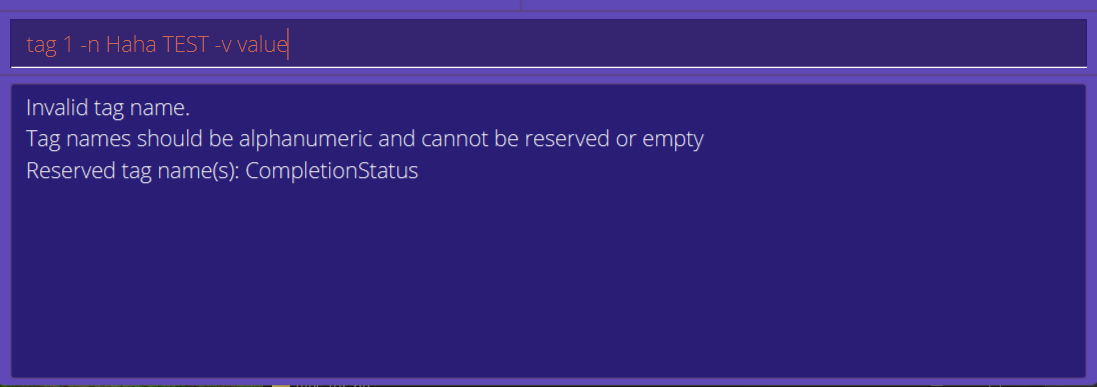 tag 1 -n Haha TEST -v value
Invalid tag name.
Tag names should be alphanumeric and cannot be reserved or empty
Reserved tag name(s): CompletionStatus